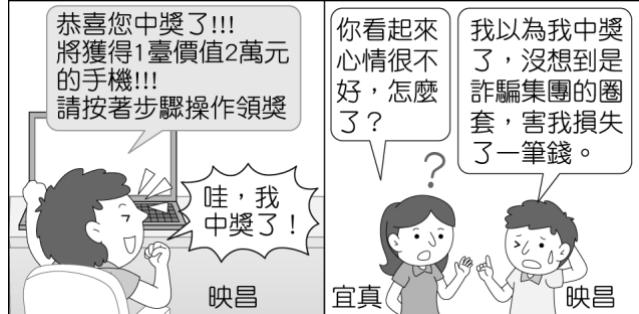 恭喜您中獎了!!!
將獲得1臺價值2萬元
的手機!!!
請按著步驟操作領獎
哇，我
中獎了！
映昌
你看起來
心情很不
好，怎麼
了？
我以為我中獎
了，沒想到是
詐騙集團的圈
套，害我損失
了一筆錢。
?
宜真
映昌